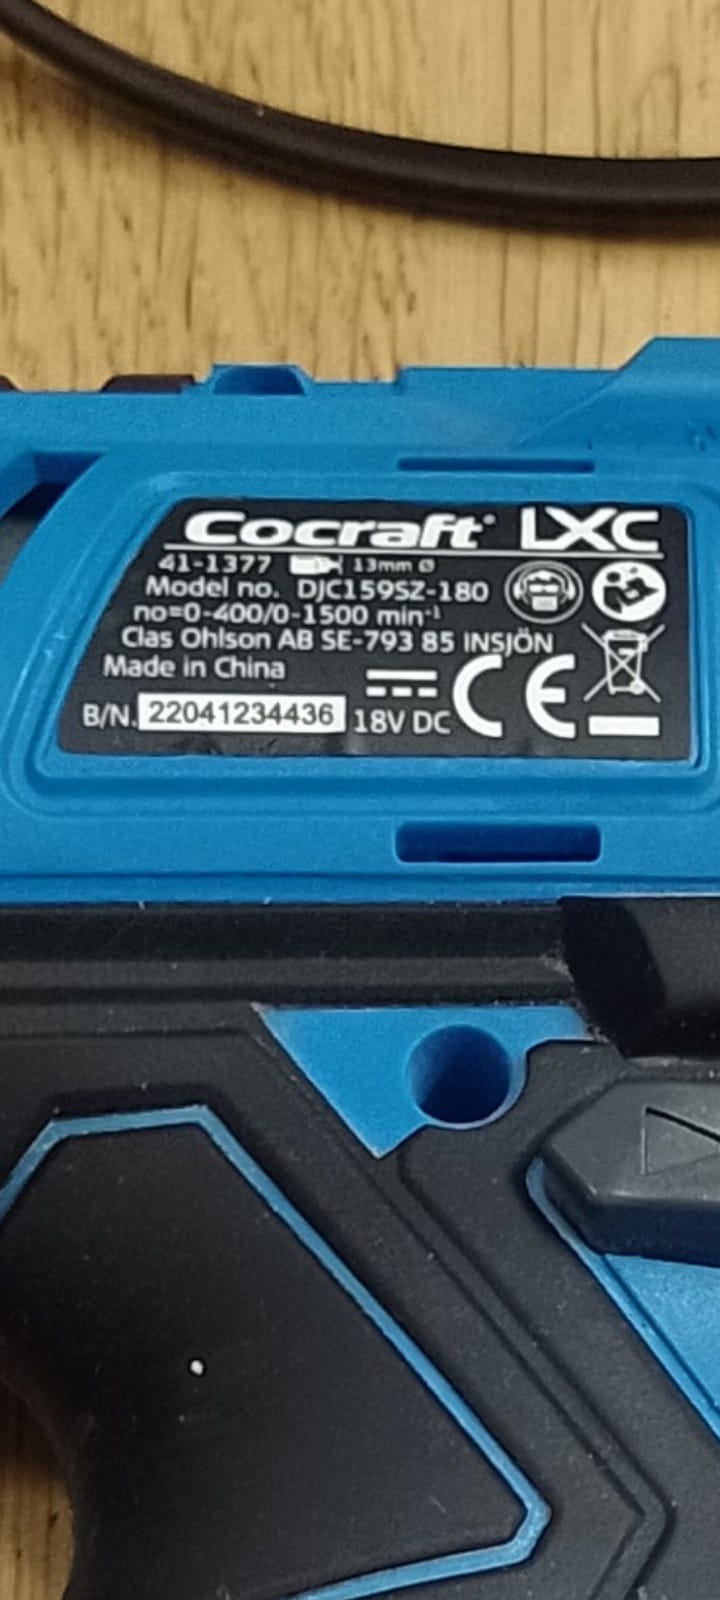 Cocraft® LXC
41-1377 13mm Ø
Model no. DJC159SZ-180
no=0-400/0-1500 min⁻¹
Clas Ohlson AB SE-793 85 INSJÖN
Made in China
B/N. 22041234436 18V DC CE